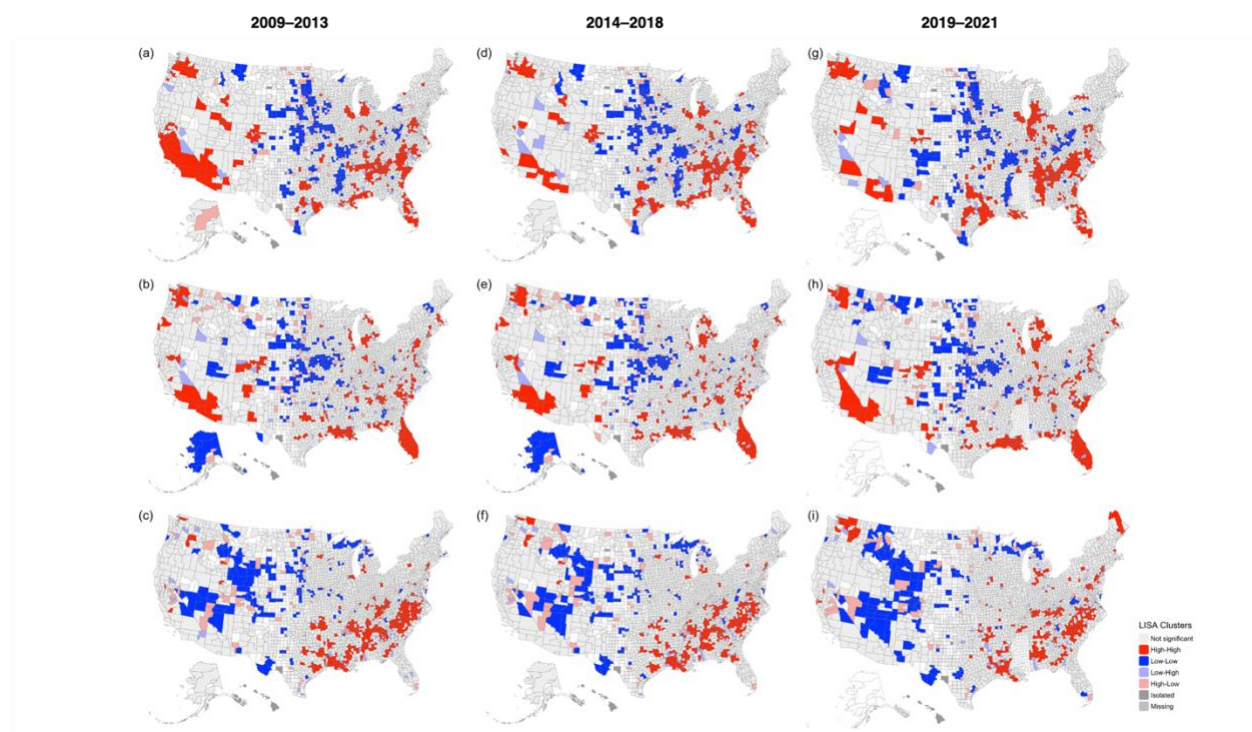 2009–2013 2014–2018 2019–2021
(a) (d) (g)
(b) (e) (h)
(c) (f) (i)
LISA Clusters
Not significant
High-High
Low-Low
Low-High
High-Low
Isolated
Missing